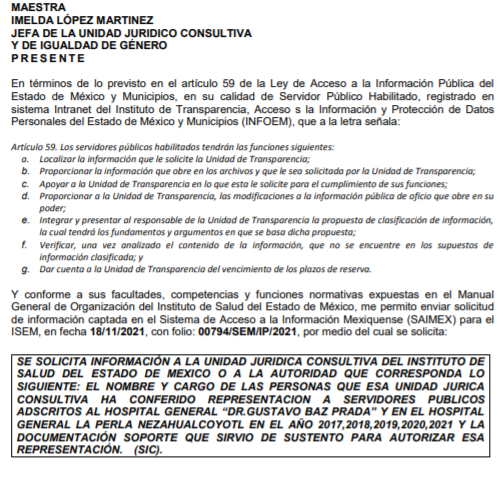 MAESTRA
IMELDA LÓPEZ MARTINEZ
JEFA DE LA UNIDAD JURIDICO CONSULTIVA
Y DE IGUALDAD DE GÉNERO
P R E S E N T E
En términos de lo previsto en el artículo 59 de la Ley de Acceso a la Información Pública del
Estado de México y Municipios, en su calidad de Servidor Público Habilitado, registrado en
sistema Intranet del Instituto de Transparencia, Acceso s la Información y Protección de Datos
Personales del Estado de México y Municipios (INFOEM), que a la letra señala:
Artículo 59. Los servidores públicos habilitados tendrán las funciones siguientes:
a. Localizar la información que le solicite la Unidad de Transparencia;
b. Proporcionar la información que obre en los archivos y que le sea solicitada por la Unidad de Transparencia;
c. Apoyar a la Unidad de Transparencia en lo que esta le solicite para el cumplimiento de sus funciones;
d. Proporcionar a la Unidad de Transparencia, las modificaciones a la información pública de oficio que obre en su
poder;
e. Integrar y presentar al responsable de la Unidad de Transparencia la propuesta de clasificación de información,
la cual tendrá los fundamentos y argumentos en que se basa dicha propuesta;
f. Verificar, una vez analizado el contenido de la información, que no se encuentre en los supuestos de
información clasificada; y
g. Dar cuenta a la Unidad de Transparencia del vencimiento de los plazos de reserva.
Y conforme a sus facultades, competencias y funciones normativas expuestas en el Manual
General de Organización del Instituto de Salud del Estado de México, me permito enviar solicitud
de información captada en el Sistema de Acceso a la Información Mexiquense (SAIMEX) para el
ISEM, en fecha 18/11/2021, con folio: 00794/SEM/IP/2021, por medio del cual se solicita:
SE SOLICITA INFORMACIÓN A LA UNIDAD JURIDICA CONSULTIVA DEL INSTITUTO DE
SALUD DEL ESTADO DE MEXICO O A LA AUTORIDAD QUE CORRESPONDA LO
SIGUIENTE: EL NOMBRE Y CARGO DE LAS PERSONAS QUE ESA UNIDAD JURICA
CONSULTIVA HA CONFERIDO REPRESENTACION A SERVIDORES PUBLICOS
ADSCRITOS AL HOSPITAL GENERAL “DR.GUSTAVO BAZ PRADA” Y EN EL HOSPITAL
GENERAL LA PERLA NEZAHUALCOYOTL EN EL AÑO 2017,2018,2019,2020,2021 Y LA
DOCUMENTACIÓN SOPORTE QUE SIRVIO DE SUSTENTO PARA AUTORIZAR ESA
REPRESENTACIÓN. (SIC).